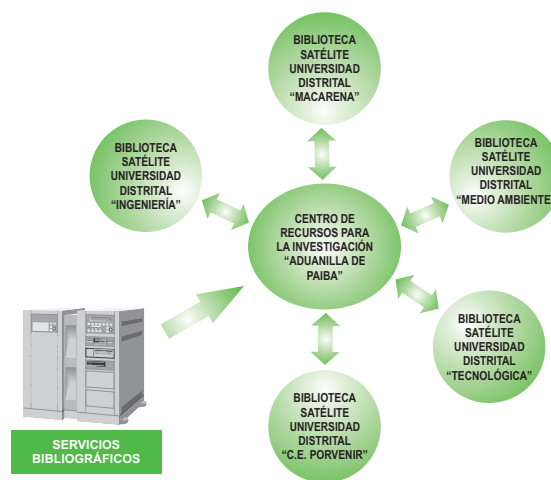 BIBLIOTECA
SATÉLITE
UNIVERSIDAD
DISTRITAL
“MACARENA”
BIBLIOTECA
SATÉLITE
UNIVERSIDAD
DISTRITAL
“INGENIERÍA”
BIBLIOTECA
SATÉLITE
UNIVERSIDAD
DISTRITAL
“MEDIO AMBIENTE
CENTRO DE
RECURSOS PARA
LA INVESTIGACIÓN
“ADUANILLA DE
PAIBA”
BIBLIOTECA
SATÉLITE
UNIVERSIDAD
DISTRITAL
“TECNOLÓGICA”
BIBLIOTECA
SATÉLITE
UNIVERSIDAD
DISTRITAL
“C.E. PORVENIR”
SERVICIOS
BIBLIOGRÁFICOS